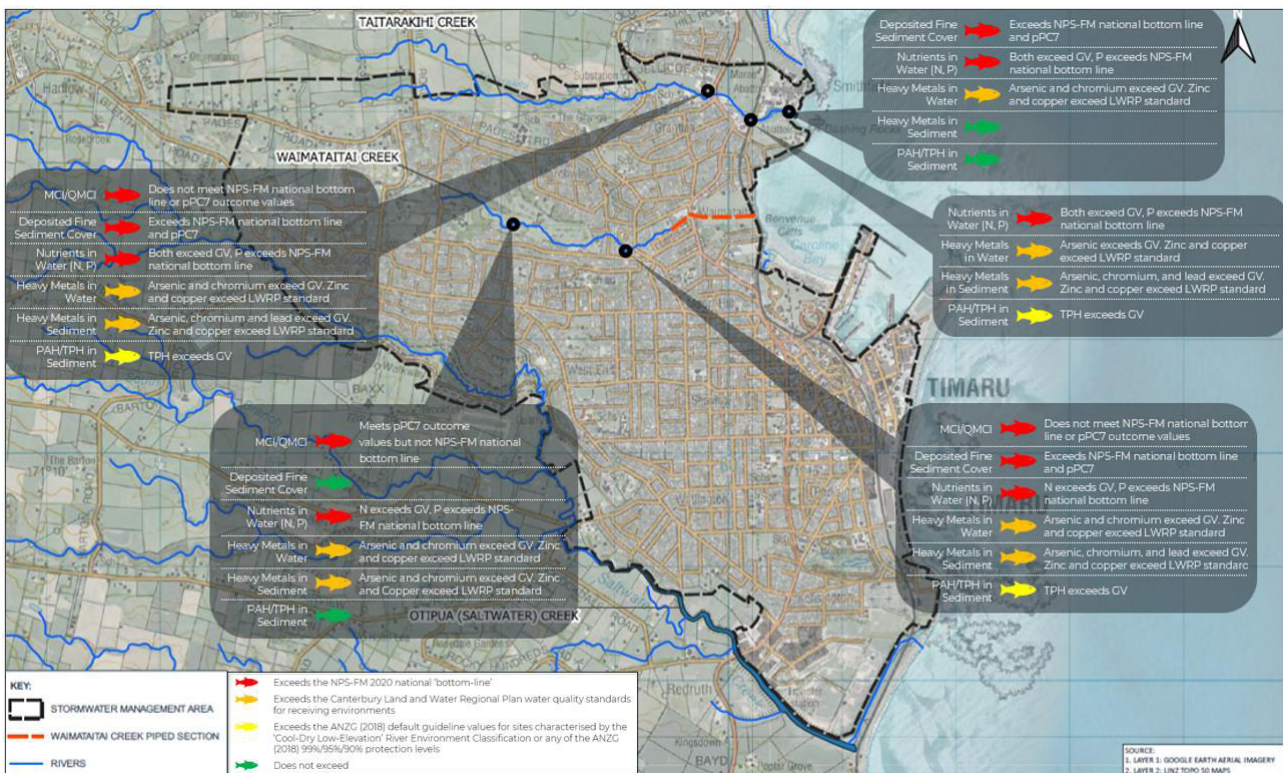 TAITARAKIHI CREEK
WAIMATAITAI CREEK
Deposited Fine Sediment Cover
Exceeds NPS-FM national bottom line and pPC7
Nutrients in Water (N, P)
Both exceed GV, P exceeds NPS-FM national bottom line
Heavy Metals in Water
Arsenic and chromium exceed GV. Zinc and copper exceed LWRP standard
Heavy Metals in Sediment
PAH/TPH in Sediment
MCI/QMCI
Does not meet NPS-FM national bottom line or pPC7 outcome values
Deposited Fine Sediment Cover
Exceeds NPS-FM national bottom line and pPC7
Nutrients in Water (N, P)
Both exceed GV, P exceeds NPS-FM national bottom line
Heavy Metals in Water
Arsenic and chromium exceed GV. Zinc and copper exceed LWRP standard
Heavy Metals in Sediment
Arsenic, chromium and lead exceed GV. Zinc and copper exceed LWRP standard
PAH/TPH in Sediment
TPH exceeds GV
Nutrients in Water (N, P)
Both exceed GV, P exceeds NPS-FM national bottom line
Heavy Metals in Water
Arsenic exceeds GV. Zinc and copper exceed LWRP standard
Heavy Metals in Sediment
Arsenic, chromium, and lead exceed GV. Zinc and copper exceed LWRP standard
PAH/TPH in Sediment
TPH exceeds GV
MCI/QMCI
Meets pPC7 outcome values but not NPS-FM national bottom line
Deposited Fine Sediment Cover
Nutrients in Water (N, P)
N exceeds GV, P exceeds NPS-FM national bottom line
Heavy Metals in Water
Arsenic and chromium exceed GV. Zinc and copper exceed LWRP standard
Heavy Metals in Sediment
Arsenic and chromium exceed GV. Zinc and Copper exceed LWRP standard
PAH/TPH in Sediment
MCI/QMCI
Does not meet NPS-FM national bottom line or pPC7 outcome values
Deposited Fine Sediment Cover
Exceeds NPS-FM national bottom line and pPC7
Nutrients in Water (N, P)
N exceeds GV, P exceeds NPS-FM national bottom line
Heavy Metals in Water
Arsenic and chromium exceed GV. Zinc and copper exceed LWRP standard
Heavy Metals in Sediment
Arsenic, chromium, and lead exceed GV. Zinc and copper exceed LWRP standard
PAH/TPH in Sediment
TPH exceeds GV
OTIPUA (SALTWATER) CREEK
TIMARU
Hadlow
Rosebrook
Waimataitai
Benvenue Cliffs
Caroline Bay
Dashing Rocks
West End
The Barton
171°10'
Redruth
Kingsdown
Poplar Grove
KEY:
STORMWATER MANAGEMENT AREA
WAIMATAITAI CREEK PIPED SECTION
RIVERS
Exceeds the NPS-FM 2020 national 'bottom-line'
Exceeds the Canterbury Land and Water Regional Plan water quality standards for receiving environments
Exceeds the ANZG (2018) default guideline values for sites characterised by the 'Cool-Dry Low-Elevation' River Environment Classification or any of the ANZG (2018) 99%/95%/90% protection levels
Does not exceed
SOURCE:
1. LAYER 1: GOOGLE EARTH AERIAL IMAGERY
2. LAYER 2: LINZ TOPO 50 MAPS